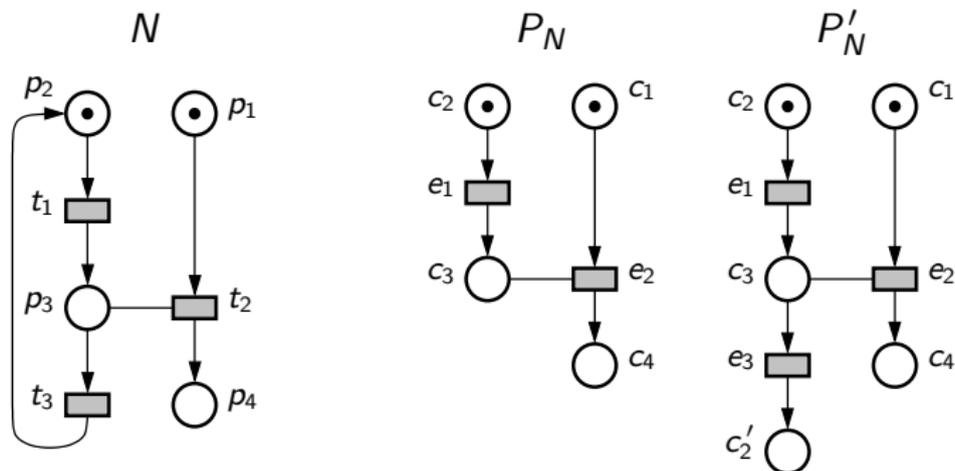 N P_N P'_N
p₂ p₁ c₂ c₁ c₂ c₁
t₁ e₁ e₁
p₃ t₂ c₃ e₂ c₃ e₂
t₃ p₄ c₄ e₃ c₄
c₂′